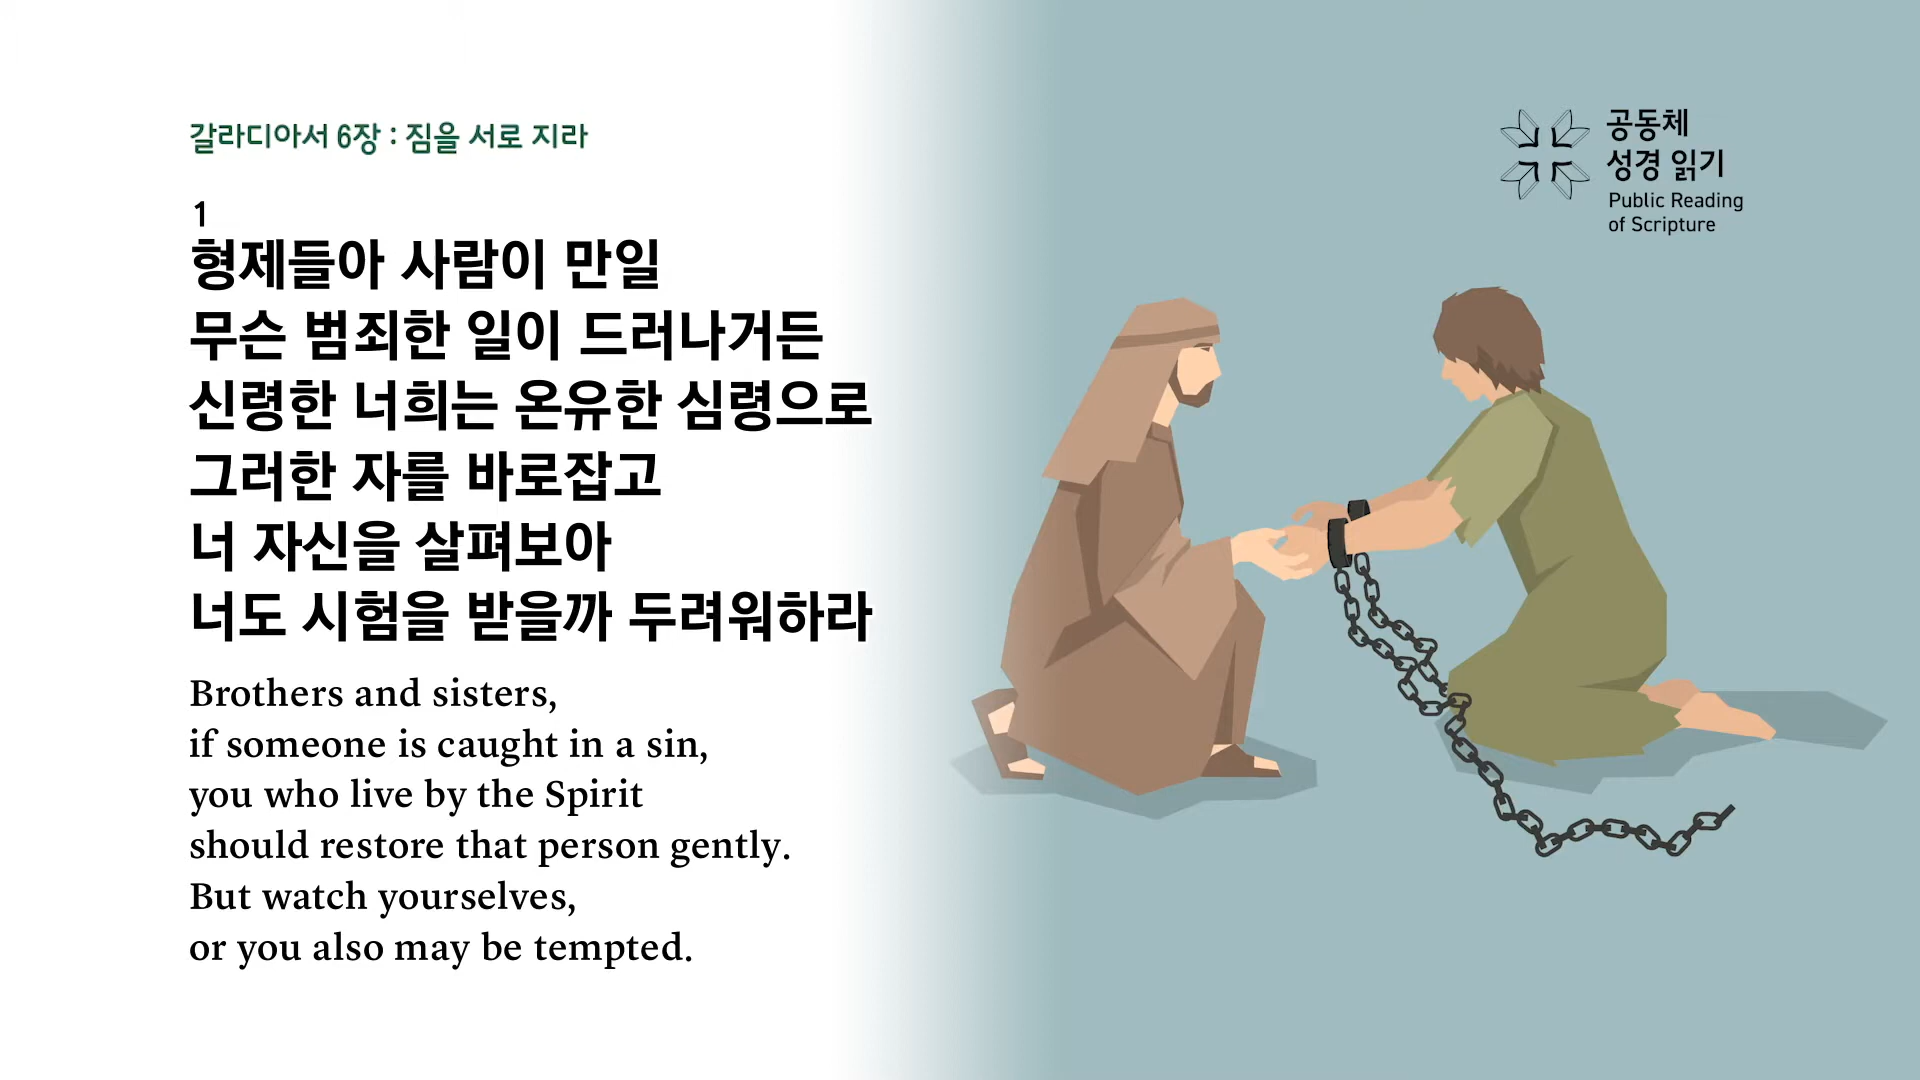 갈라디아서 6장 : 짐을 서로 지라
1
형제들아 사람이 만일
무슨 범죄한 일이 드러나거든
신령한 너희는 온유한 심령으로
그러한 자를 바로잡고
너 자신을 살펴보아
너도 시험을 받을까 두려워하라
Brothers and sisters,
if someone is caught in a sin,
you who live by the Spirit
should restore that person gently.
But watch yourselves,
or you also may be tempted.
공동체
성경 읽기
Public Reading
of Scripture